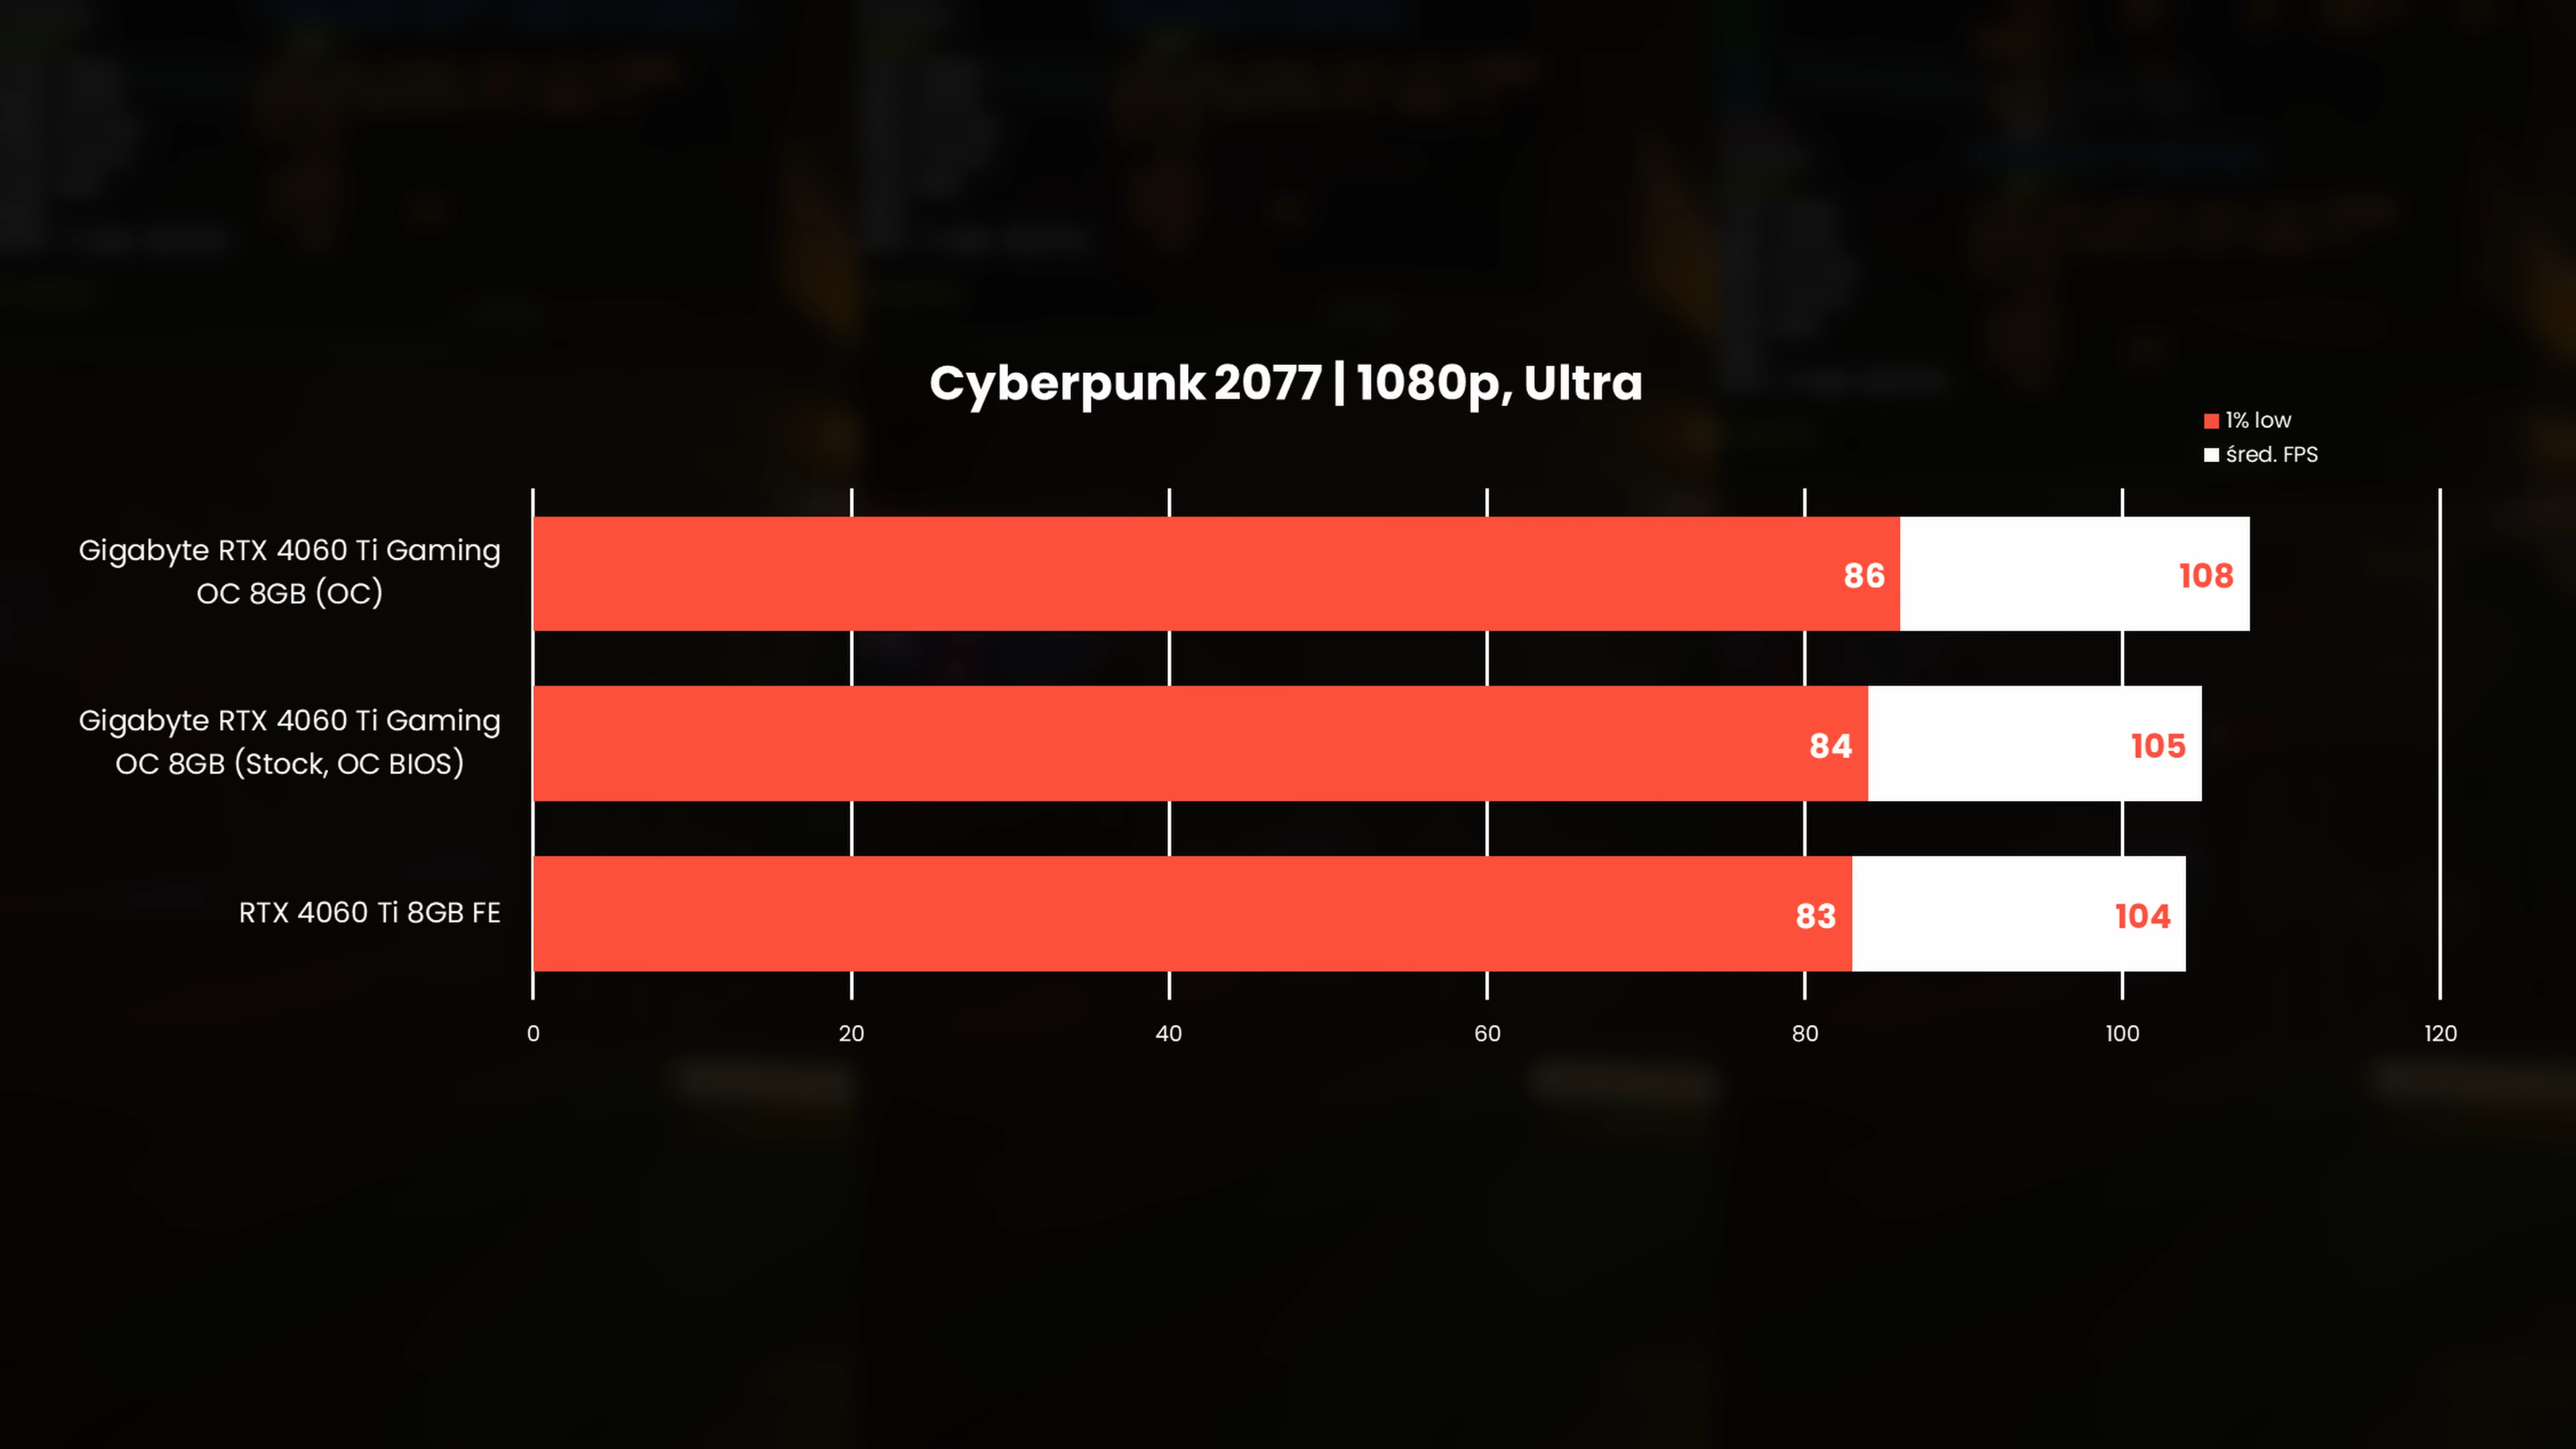 Cyberpunk 2077 | 1080p, Ultra
1% low
śred. FPS
Gigabyte RTX 4060 Ti Gaming
OC 8GB (OC)
86
108
Gigabyte RTX 4060 Ti Gaming
OC 8GB (Stock, OC BIOS)
84
105
RTX 4060 Ti 8GB FE
83
104
0 20 40 60 80 100 120